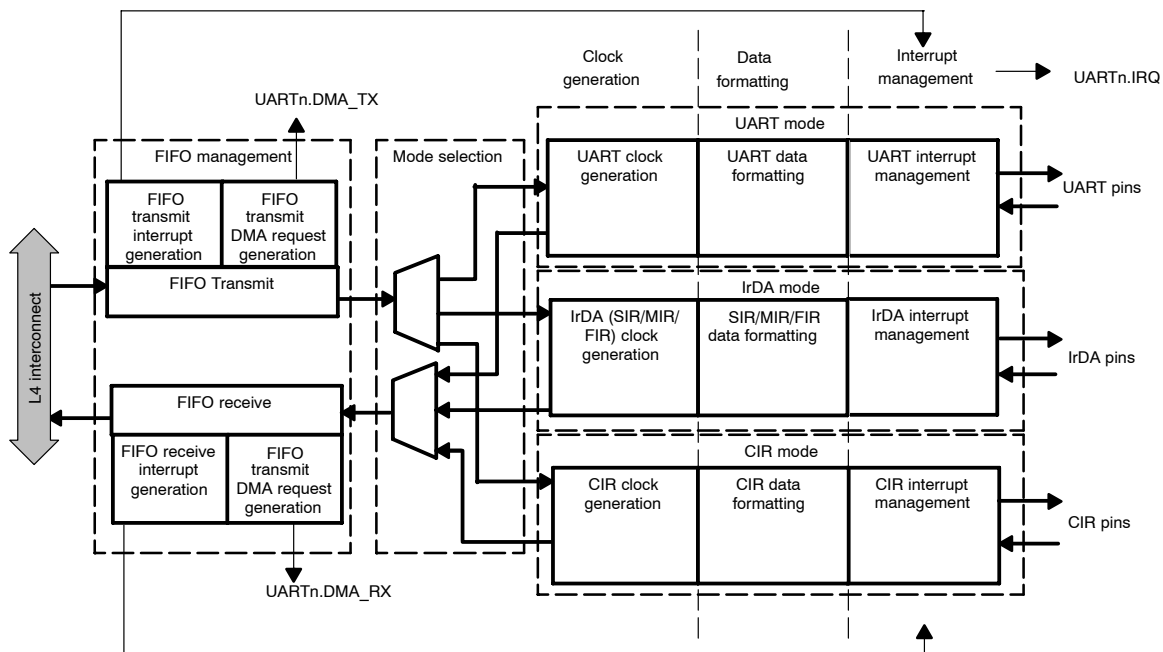 Clock
generation
Data
formatting
Interrupt
management
UARTn.IRQ
UARTn.DMA_TX
FIFO management
FIFO
transmit
interrupt
generation
FIFO
transmit
DMA request
generation
FIFO Transmit
L4 interconnect
FIFO receive
FIFO receive
interrupt
generation
FIFO
transmit
DMA request
generation
UARTn.DMA_RX
Mode selection
UART mode
UART clock
generation
UART data
formatting
UART interrupt
management
UART pins
IrDA mode
IrDA (SIR/MIR/
FIR) clock
generation
SIR/MIR/FIR
data formatting
IrDA interrupt
management
IrDA pins
CIR mode
CIR clock
generation
CIR data
formatting
CIR interrupt
management
CIR pins